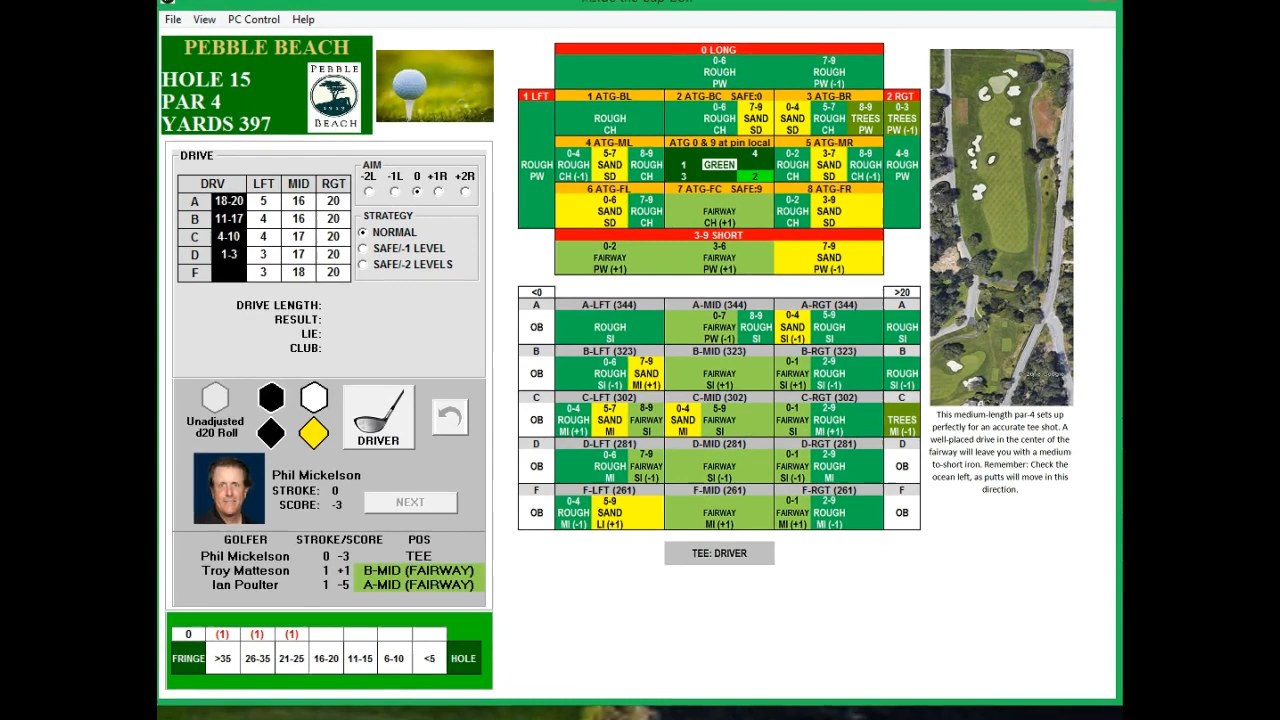 File View PC Control Help
PEBBLE BEACH
HOLE 15
PAR 4
YARDS 397
PEBBLE
BEACH
DRIVE
DRV LFT MID RGT
A 18-20 5 16 20
B 11-17 4 16 20
C 4-10 4 17 20
D 1-3 3 17 20
F 3 18 20
AIM
-2L -1L 0 +1R +2R
STRATEGY
NORMAL
SAFE/-1 LEVEL
SAFE/-2 LEVELS
DRIVE LENGTH:
RESULT:
LIE:
CLUB:
Unadjusted
d20 Roll
DRIVER
Phil Mickelson
STROKE: 0
SCORE: -3
NEXT
GOLFER STROKE/SCORE POS
Phil Mickelson 0 -3 TEE
Troy Matteson 1 +1 B-MID (FAIRWAY)
Ian Poulter 1 -5 A-MID (FAIRWAY)
0 (1) (1) (1)
FRINGE >35 26-35 21-25 16-20 11-15 6-10 <5 HOLE
0 LONG
0-6 7-9
ROUGH ROUGH
PW PW (-1)
1 LFT 1 ATG-BL 2 ATG-BC SAFE:0 3 ATG-BR 2 RGT
0-6 7-9 0-4 5-7 8-9 0-3
ROUGH ROUGH SAND SAND ROUGH TREES TREES
CH CH SD SD CH PW PW (-1)
4 ATG-ML ATG 0 & 9 at pin local 5 ATG-MR
0-4 5-7 8-9 4 0-2 3-7 8-9 4-9
ROUGH ROUGH SAND ROUGH 1 GREEN ROUGH SAND ROUGH ROUGH
PW CH (-1) SD CH 3 2 CH SD CH (-1) PW
6 ATG-FL 7 ATG-FC SAFE:9 8 ATG-FR
0-6 7-9 0-2 3-9
SAND ROUGH FAIRWAY ROUGH SAND
SD CH CH (+1) CH SD
3-9 SHORT
0-2 3-6 7-9
FAIRWAY FAIRWAY SAND
PW (+1) PW (+1) PW (-1)
<0 >20
A A-LFT (344) A-MID (344) A-RGT (344) A
0-7 8-9 0-4 5-9
OB ROUGH FAIRWAY ROUGH SAND ROUGH ROUGH
SI PW (-1) SI SI (-1) SI SI
B B-LFT (323) B-MID (323) B-RGT (323) B
0-6 7-9 0-1 2-9
OB ROUGH SAND FAIRWAY FAIRWAY ROUGH ROUGH
SI (-1) MI (+1) SI (+1) SI (+1) SI (-1) SI (-1)
C C-LFT (302) C-MID (302) C-RGT (302) C
0-4 5-7 8-9 0-4 5-9 0-1 2-9
OB ROUGH SAND FAIRWAY SAND FAIRWAY FAIRWAY ROUGH TREES
MI (+1) MI SI MI SI SI MI (+1) MI (-1)
D D-LFT (281) D-MID (281) D-RGT (281) D
0-6 7-9 0-1 2-9
OB ROUGH FAIRWAY FAIRWAY FAIRWAY ROUGH OB
MI SI (-1) SI (-1) SI (-1) MI
F F-LFT (261) F-MID (261) F-RGT (261) F
0-4 5-9 0-1 2-9
OB ROUGH SAND FAIRWAY FAIRWAY ROUGH OB
MI (-1) LI (+1) MI (+1) MI (+1) MI (-1)
TEE: DRIVER
This medium-length par-4 sets up
perfectly for an accurate tee shot. A
well-placed drive in the center of the
fairway will leave you with a medium
to-short iron. Remember: Check the
ocean left, as putts will move in this
direction.